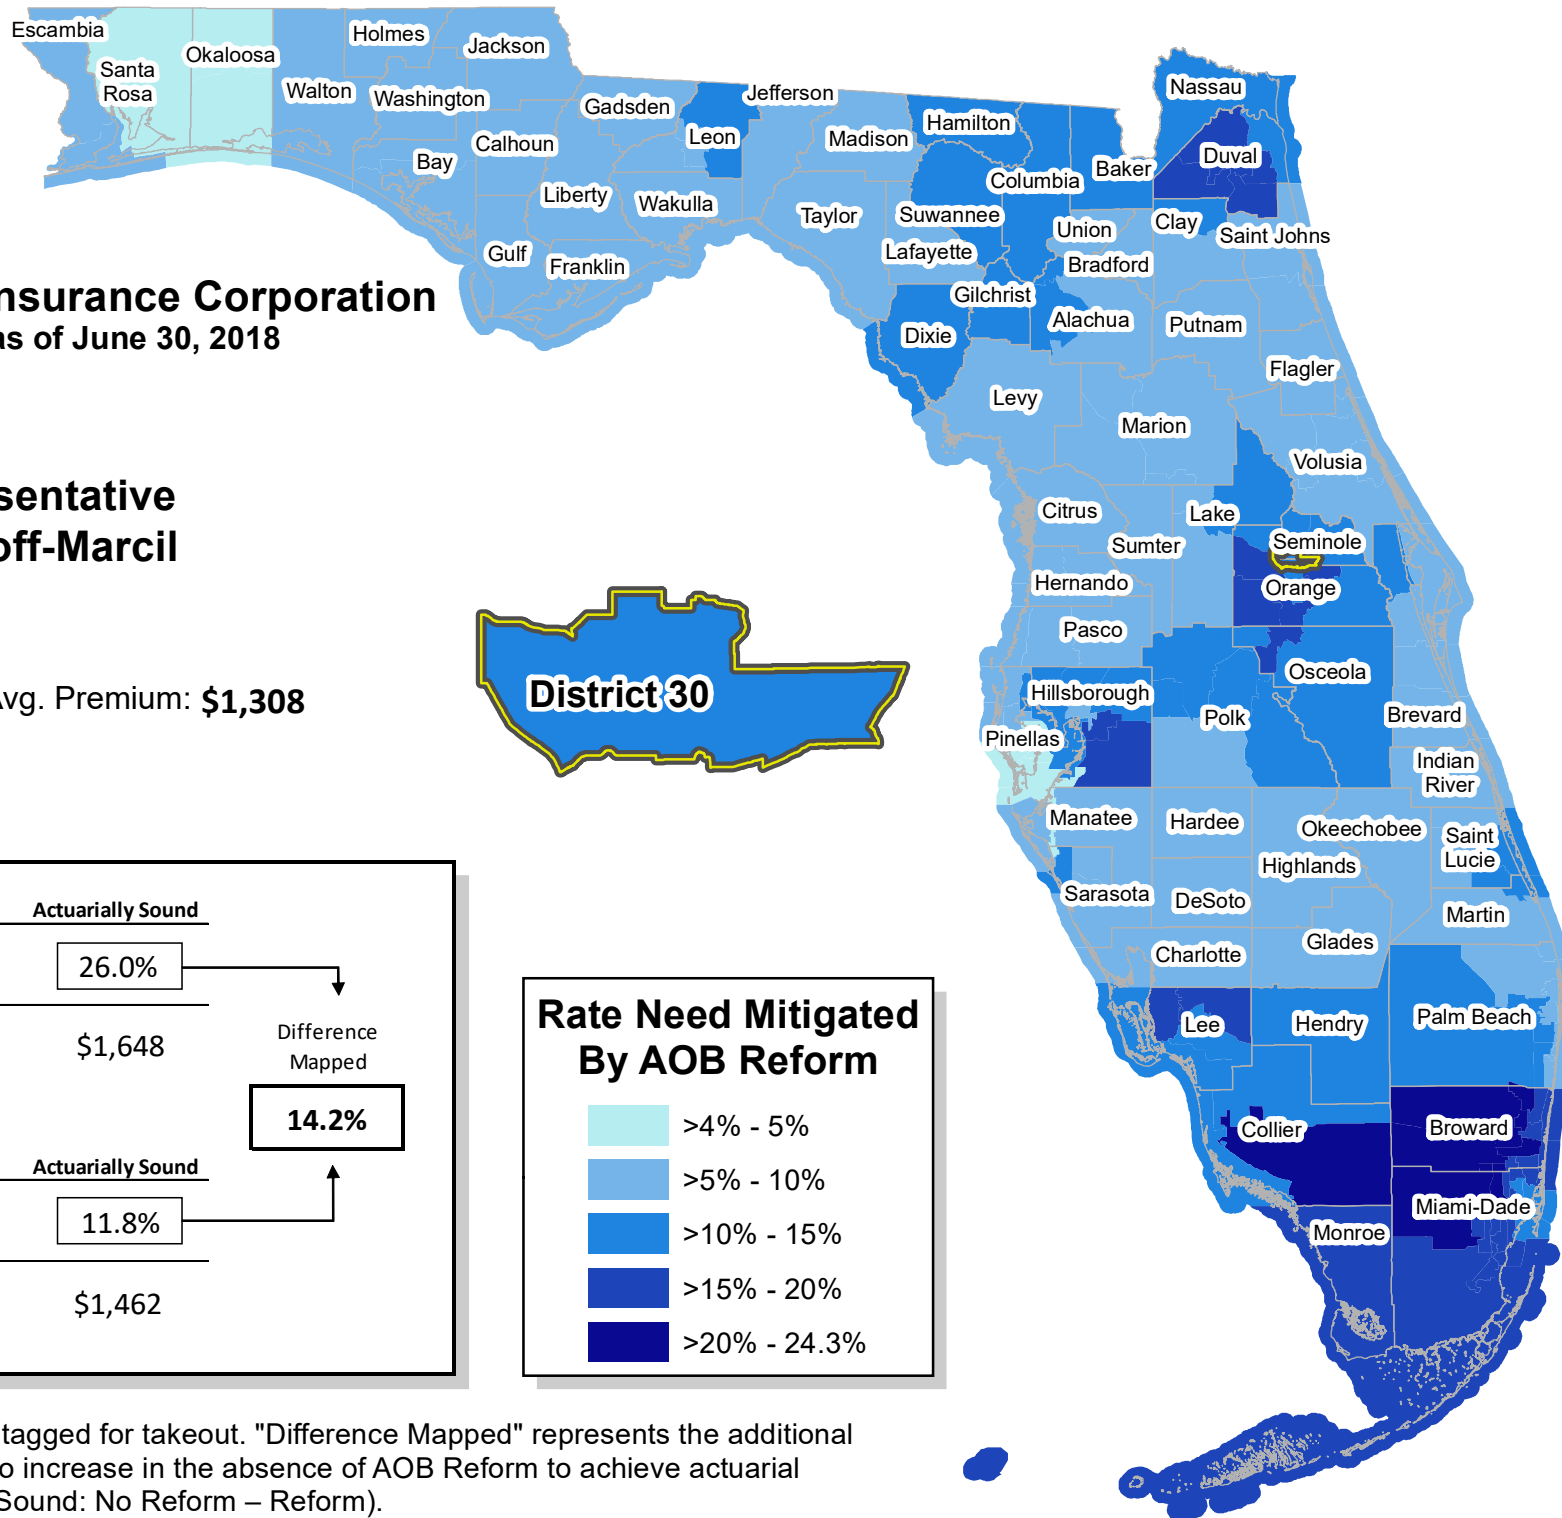 Escambia
Santa
Rosa
Okaloosa
Holmes
Jackson
Walton
Washington
Bay
Calhoun
Gadsden
Liberty
Gulf
Franklin
Wakulla
Leon
Jefferson
Madison
Taylor
Hamilton
Suwannee
Lafayette
Columbia
Baker
Nassau
Duval
Clay
Saint Johns
Union
Bradford
Gilchrist
Dixie
Alachua
Putnam
Flagler
Levy
Marion
Volusia
Citrus
Lake
Sumter
Seminole
Hernando
Orange
Pasco
Osceola
Hillsborough
Polk
Brevard
Pinellas
Indian
River
Manatee
Hardee
Okeechobee
Saint
Lucie
Highlands
Sarasota
DeSoto
Martin
Glades
Charlotte
Lee
Hendry
Palm Beach
Collier
Broward
Miami-Dade
Monroe
nsurance Corporation
as of June 30, 2018
sentative
off-Marcil
Avg. Premium: $1,308
District 30
Actuarially Sound
26.0%
$1,648
Difference
Mapped
14.2%
Actuarially Sound
11.8%
$1,462
Rate Need Mitigated
By AOB Reform
>4% - 5%
>5% - 10%
>10% - 15%
>15% - 20%
>20% - 24.3%
tagged for takeout. "Difference Mapped" represents the additional
o increase in the absence of AOB Reform to achieve actuarial
Sound: No Reform – Reform).